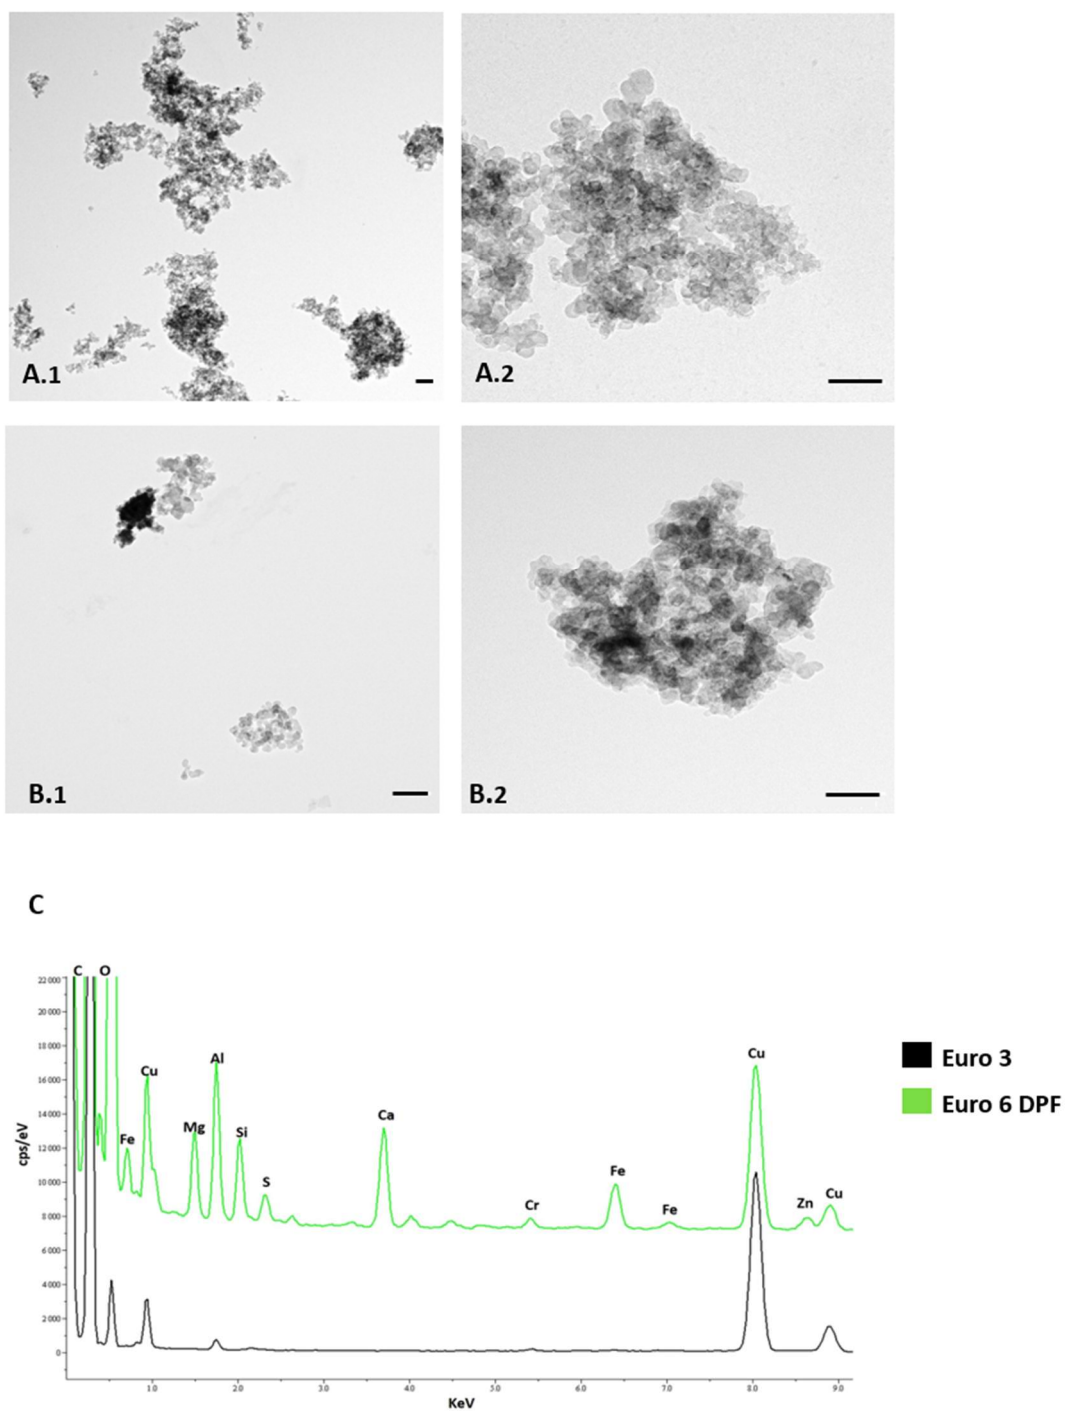 A.1
A.2
B.1
B.2
C
C O
Fe
Cu
Mg
Al
Si
S
Ca
Cr
Fe
Fe
Cu
Zn
Cu
22 000
20 000
18 000
16 000
14 000
12 000
10 000
8 000
6 000
4 000
2 000
0
cps/eV
1.0 2.0 3.0 4.0 5.0 6.0 7.0 8.0 9.0
KeV
Euro 3
Euro 6 DPF